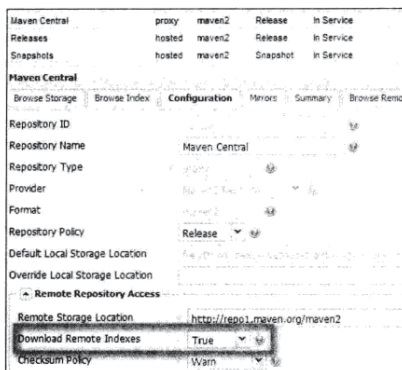 Maven Central proxy maven2 Release In Service
Releases hosted maven2 Release In Service
Snapshots hosted maven2 Snapshot In Service
Maven Central
Browse Storage Browse Index Configuration Mirrors Summary Browse Remo
Repository ID
Repository Name Maven Central
Repository Type
Provider
Format
Repository Policy Release
Default Local Storage Location
Override Local Storage Location
Remote Repository Access
Remote Storage Location http://repo1.maven.org/maven2
Download Remote Indexes True
Checksum Policy Warn